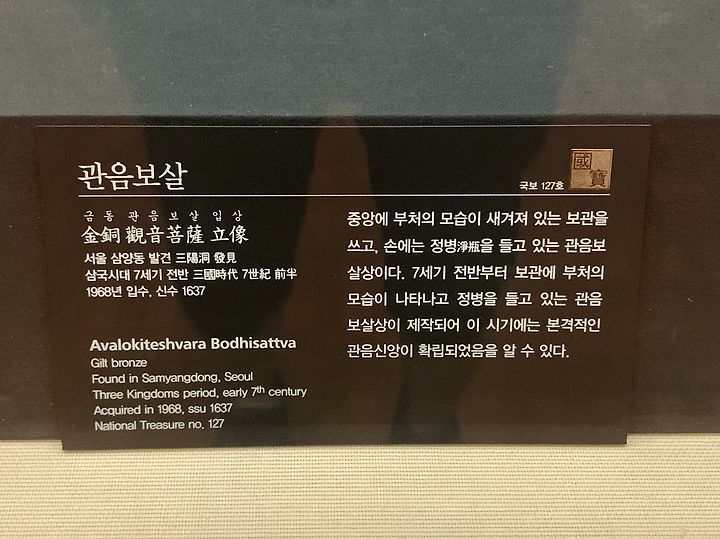 관음보살
국보 127호
國
寶
금동관음보살입상
金銅 觀音菩薩 立像
서울 삼양동 발견 三陽洞 發見
삼국시대 7세기 전반 三國時代 7世紀 前半
1968년 입수, 신수 1637
Avalokiteshvara Bodhisattva
Gilt bronze
Found in Samyangdong, Seoul
Three Kingdoms period, early 7th century
Acquired in 1968, ssu 1637
National Treasure no. 127
중앙에 부처의 모습이 새겨져 있는 보관을
쓰고, 손에는 정병淨甁을 들고 있는 관음보
살상이다. 7세기 전반부터 보관에 부처의
모습이 나타나고 정병을 들고 있는 관음
보살상이 제작되어 이 시기에는 본격적인
관음신앙이 확립되었음을 알 수 있다.